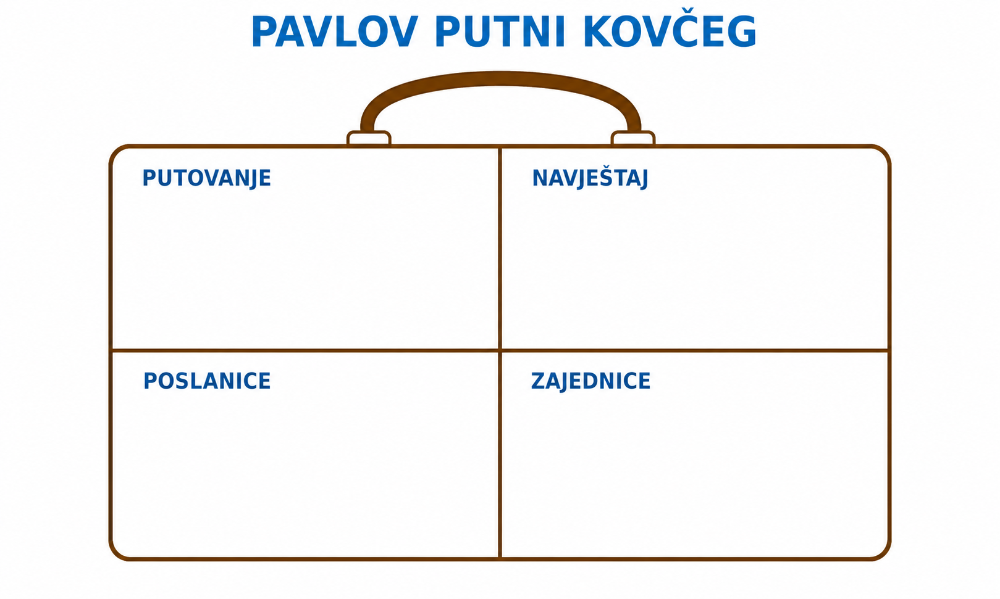 PAVLOV PUTNI KOVČEG
PUTOVANJE
NAVJEŠTAJ
POSLANICE
ZAJEDNICE